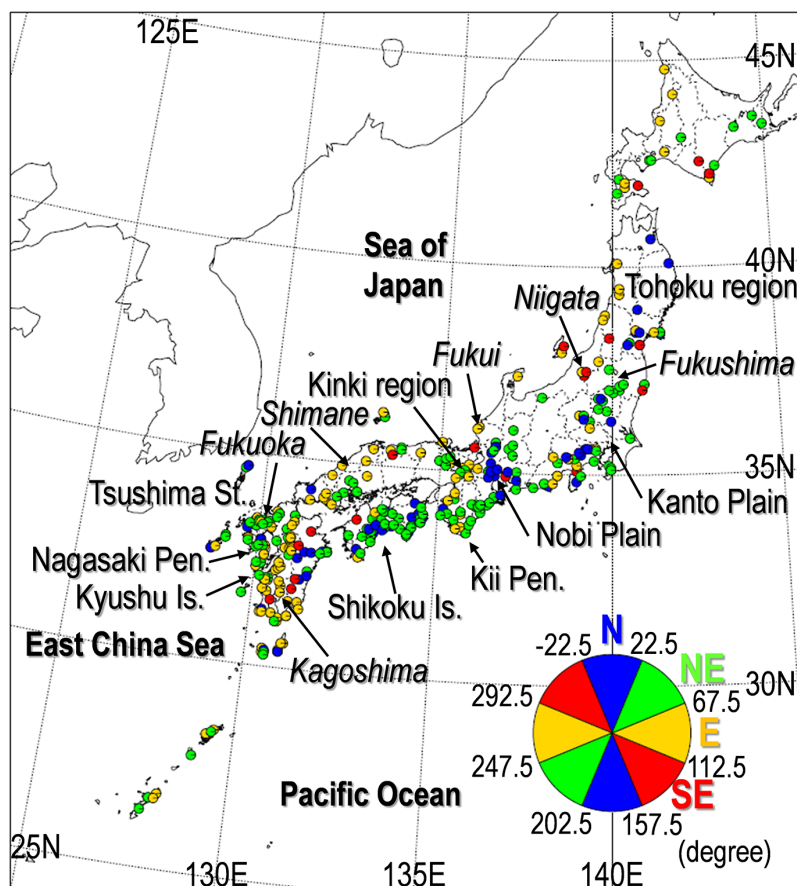 125E
45N
Sea of
Japan
40N
Tohoku region
Niigata
Fukui
Fukushima
Kinki region
Shimane
Fukuoka
35N
Tsushima St.
Kanto Plain
Nobi Plain
Nagasaki Pen.
Kii Pen.
Kyushu Is.
Shikoku Is.
East China Sea
Kagoshima
N
-22.5
22.5
NE
30N
292.5
67.5
E
247.5
112.5
SE
Pacific Ocean
202.5
157.5
(degree)
25N
130E
135E
140E